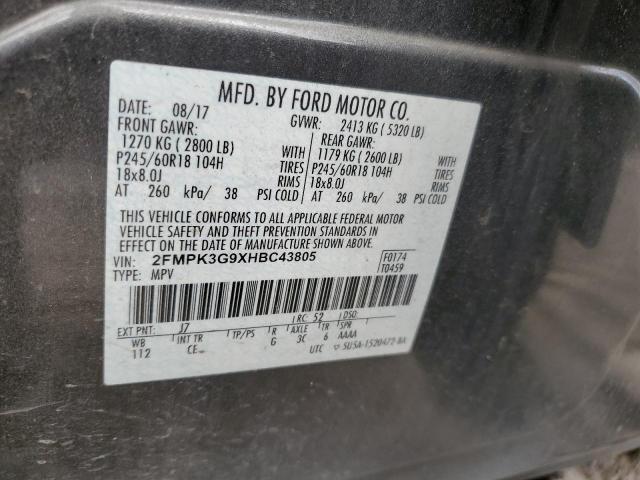 MFD. BY FORD MOTOR CO.
DATE: 08/17 GVWR: 2413 KG ( 5320 LB)
FRONT GAWR: REAR GAWR:
1270 KG ( 2800 LB) WITH 1179 KG ( 2600 LB) WITH
P245/60R18 104H TIRES P245/60R18 104H TIRES
18x8.0J RIMS 18x8.0J RIMS
AT 260 kPa/ 38 PSI COLD AT 260 kPa/ 38 PSI COLD
THIS VEHICLE CONFORMS TO ALL APPLICABLE FEDERAL MOTOR
VEHICLE SAFETY AND THEFT PREVENTION STANDARDS IN
EFFECT ON THE DATE OF MANUFACTURE SHOWN ABOVE.
VIN: 2FMPK3G9XHBC43805 F0174
TYPE: MPV T0459
EXT PNT: J7 RC: 52 DSO:
WB INT TR TP/PS R AXLE TR SPR
112 CE G 3C 6 AAAA
UTC 5U5A-1520472-BA